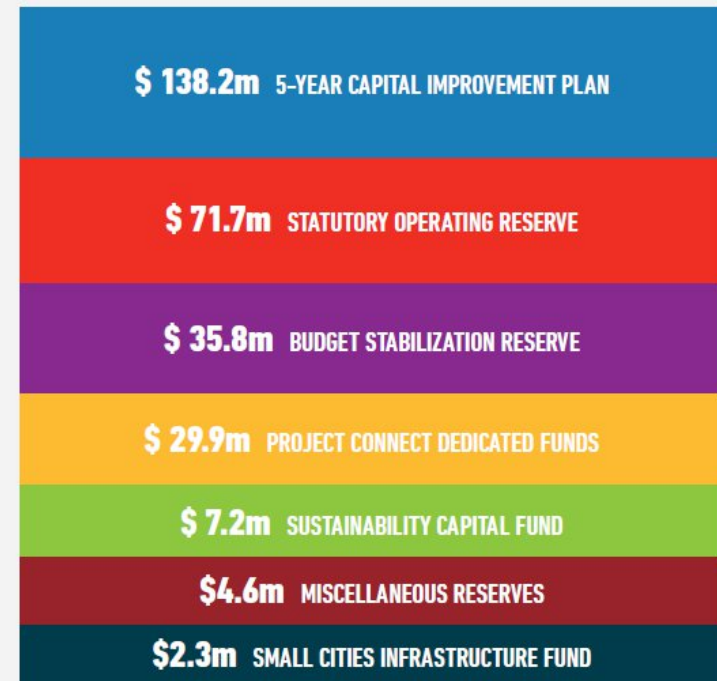 $ 138.2m 5-YEAR CAPITAL IMPROVEMENT PLAN
$ 71.7m STATUTORY OPERATING RESERVE
$ 35.8m BUDGET STABILIZATION RESERVE
$ 29.9m PROJECT CONNECT DEDICATED FUNDS
$ 7.2m SUSTAINABILITY CAPITAL FUND
$4.6m MISCELLANEOUS RESERVES
$2.3m SMALL CITIES INFRASTRUCTURE FUND